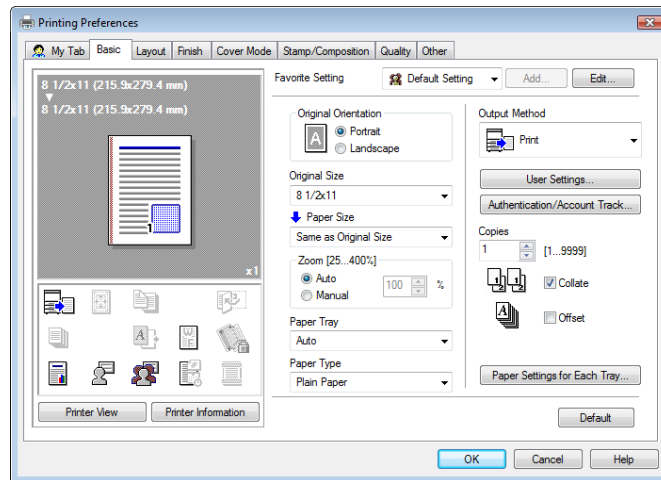 Printing Preferences
My Tab Basic Layout Finish Cover Mode Stamp/Composition Quality Other
8 1/2x11 (215.9x279.4 mm)
8 1/2x11 (215.9x279.4 mm)
1
x1
Printer View Printer Information
Favorite Setting Default Setting Add... Edit...
Original Orientation
A Portrait
Landscape
Original Size
8 1/2x11
Paper Size
Same as Original Size
Zoom [25...400%]
Auto
Manual 100 %
Paper Tray
Auto
Paper Type
Plain Paper
Output Method
Print
User Settings...
Authentication/Account Track...
Copies
1 [1...9999]
Collate
Offset
Paper Settings for Each Tray...
Default
OK Cancel Help